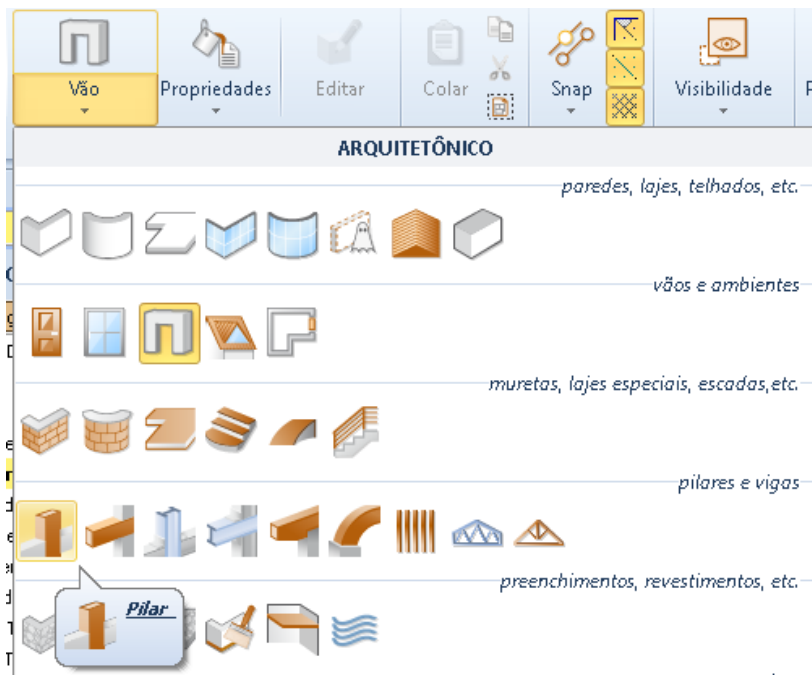 Vão
Propriedades
Editar
Colar
Snap
Visibilidade
ARQUITETÔNICO
paredes, lajes, telhados, etc.
vãos e ambientes
muretas, lajes especiais, escadas,etc.
pilares e vigas
preenchimentos, revestimentos, etc.
Pilar